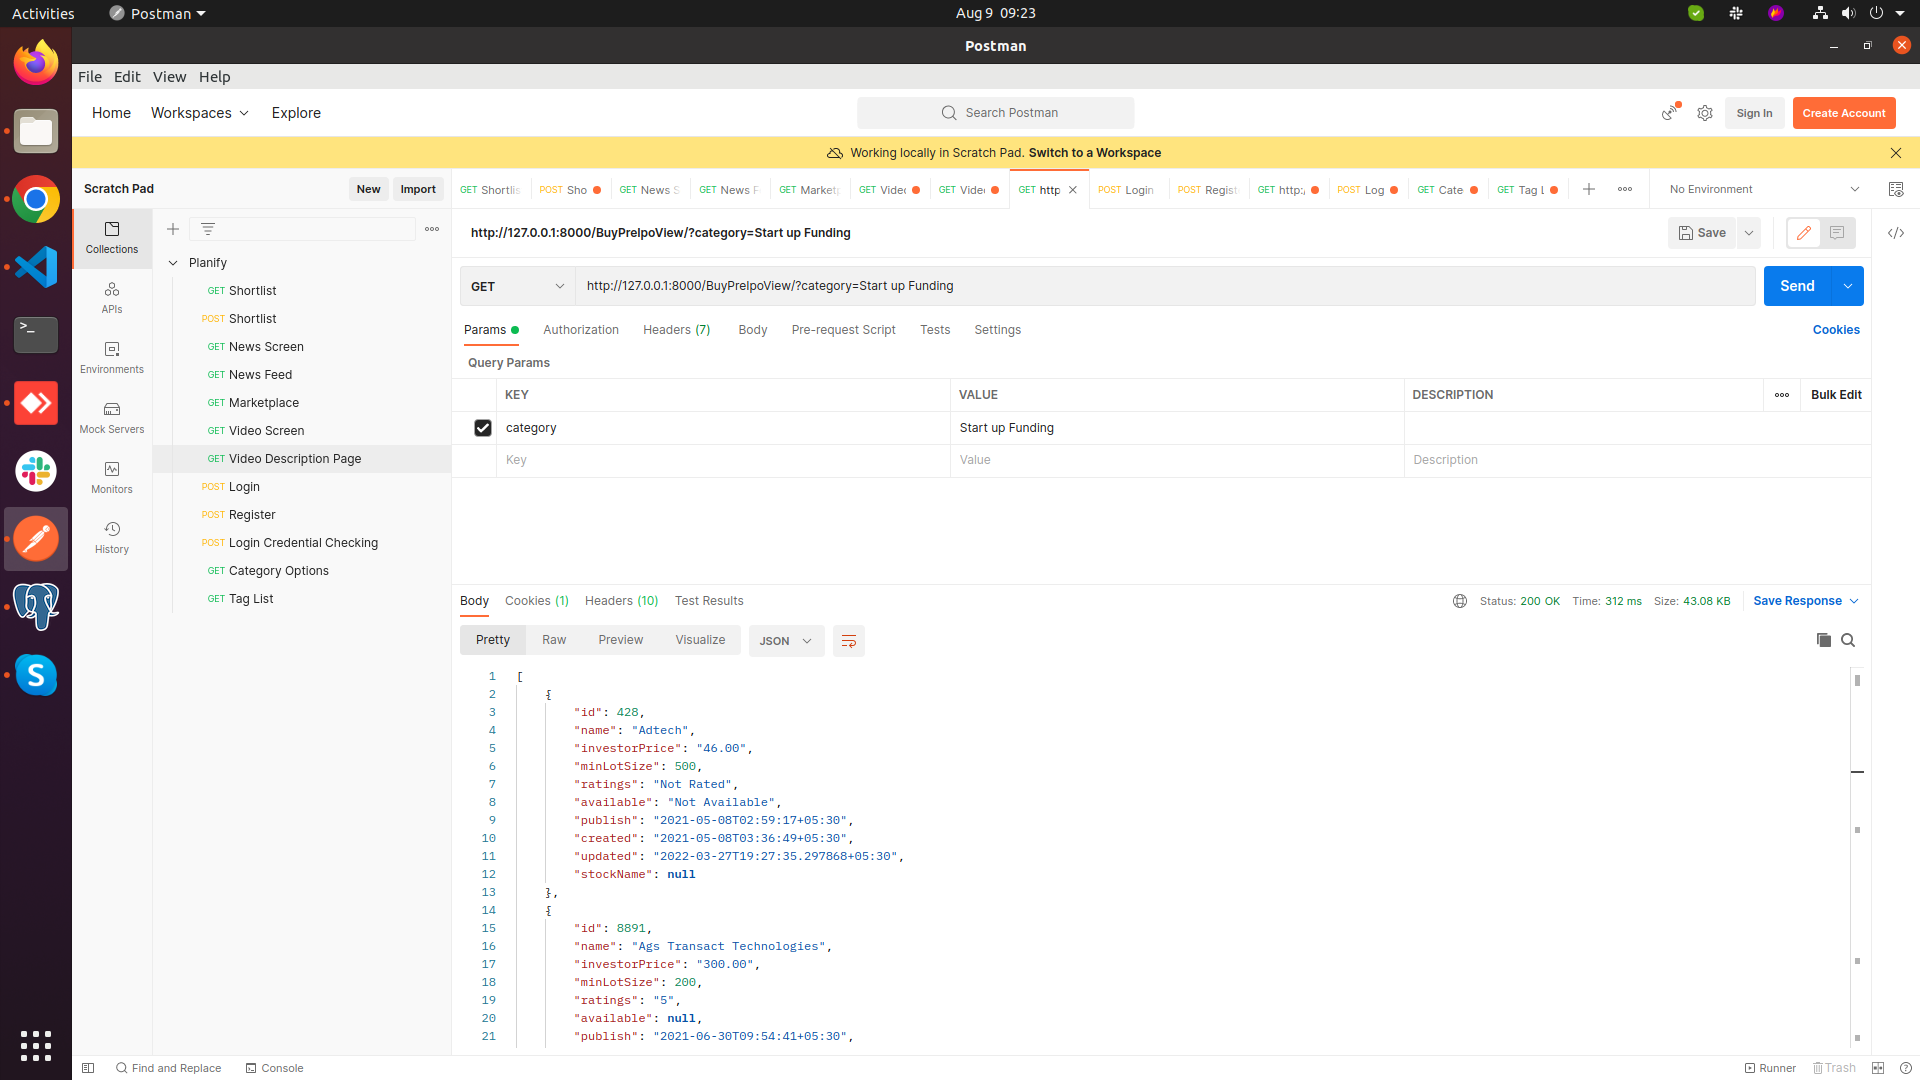 Activities
Postman
Aug 9 09:23
Postman
File Edit View Help
Home Workspaces Explore
Search Postman
Sign In
Create Account
Working locally in Scratch Pad. Switch to a Workspace
Scratch Pad
New
Import
GET Shortlis
POST Sho
GET News S
GET News F
GET Market
GET Video
GET Video
GET http
POST Login
POST Regist
GET http:/
POST Log
GET Cate
GET Tag L
No Environment
Collections
APIs
Environments
Mock Servers
Monitors
History
Planify
GET Shortlist
POST Shortlist
GET News Screen
GET News Feed
GET Marketplace
GET Video Screen
GET Video Description Page
POST Login
POST Register
POST Login Credential Checking
GET Category Options
GET Tag List
http://127.0.0.1:8000/BuyPreIpoView/?category=Start up Funding
Save
GET
http://127.0.0.1:8000/BuyPreIpoView/?category=Start up Funding
Send
Params Authorization Headers (7) Body Pre-request Script Tests Settings
Cookies
Query Params
KEY VALUE DESCRIPTION
Bulk Edit
category Start up Funding
Key Value Description
Body Cookies (1) Headers (10) Test Results
Status: 200 OK Time: 312 ms Size: 43.08 KB
Save Response
Pretty Raw Preview Visualize JSON
1 [
2 {
3 "id": 428,
4 "name": "Adtech",
5 "investorPrice": "46.00",
6 "minLotSize": 500,
7 "ratings": "Not Rated",
8 "available": "Not Available",
9 "publish": "2021-05-08T02:59:17+05:30",
10 "created": "2021-05-08T03:36:49+05:30",
11 "updated": "2022-03-27T19:27:35.297868+05:30",
12 "stockName": null
13 },
14 {
15 "id": 8891,
16 "name": "Ags Transact Technologies",
17 "investorPrice": "300.00",
18 "minLotSize": 200,
19 "ratings": "5",
20 "available": null,
21 "publish": "2021-06-30T09:54:41+05:30",
Find and Replace
Console
Runner
Trash